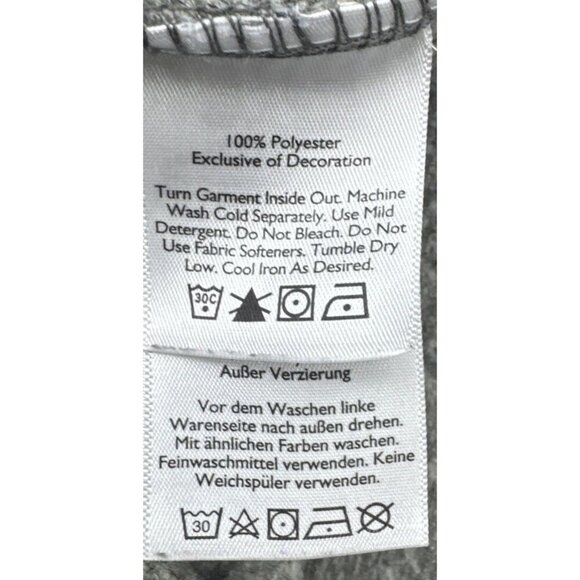 100% Polyester
Exclusive of Decoration
Turn Garment Inside Out. Machine
Wash Cold Separately. Use Mild
Detergent. Do Not Bleach. Do Not
Use Fabric Softeners. Tumble Dry
Low. Cool Iron As Desired.
30C
Außer Verzierung
Vor dem Waschen linke
Warenseite nach außen drehen.
Mit ähnlichen Farben waschen.
Feinwaschmittel verwenden. Keine
Weichspüler verwenden.
30